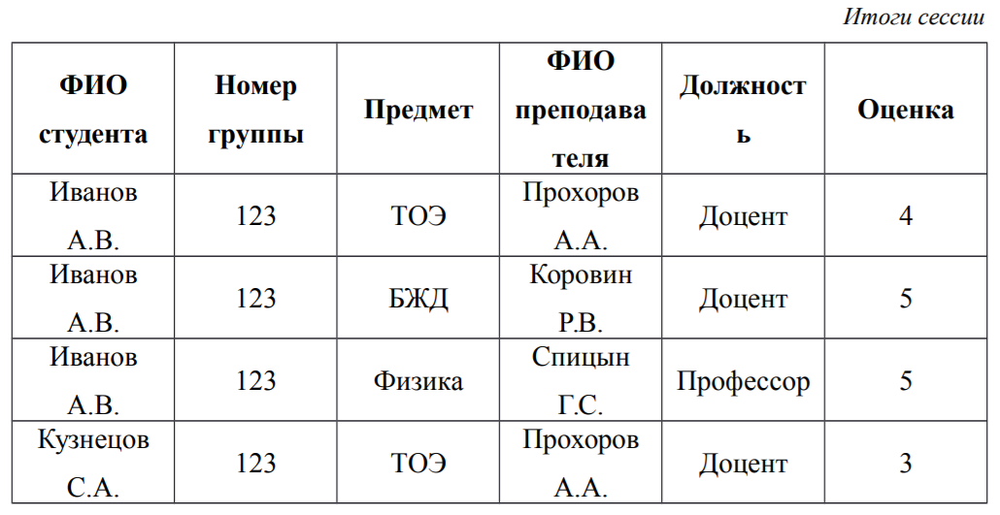 Итоги сессии
ФИО студента | Номер группы | Предмет | ФИО преподава теля | Должност ь | Оценка
Иванов А.В. | 123 | ТОЭ | Прохоров А.А. | Доцент | 4
Иванов А.В. | 123 | БЖД | Коровин Р.В. | Доцент | 5
Иванов А.В. | 123 | Физика | Спицын Г.С. | Профессор | 5
Кузнецов С.А. | 123 | ТОЭ | Прохоров А.А. | Доцент | 3